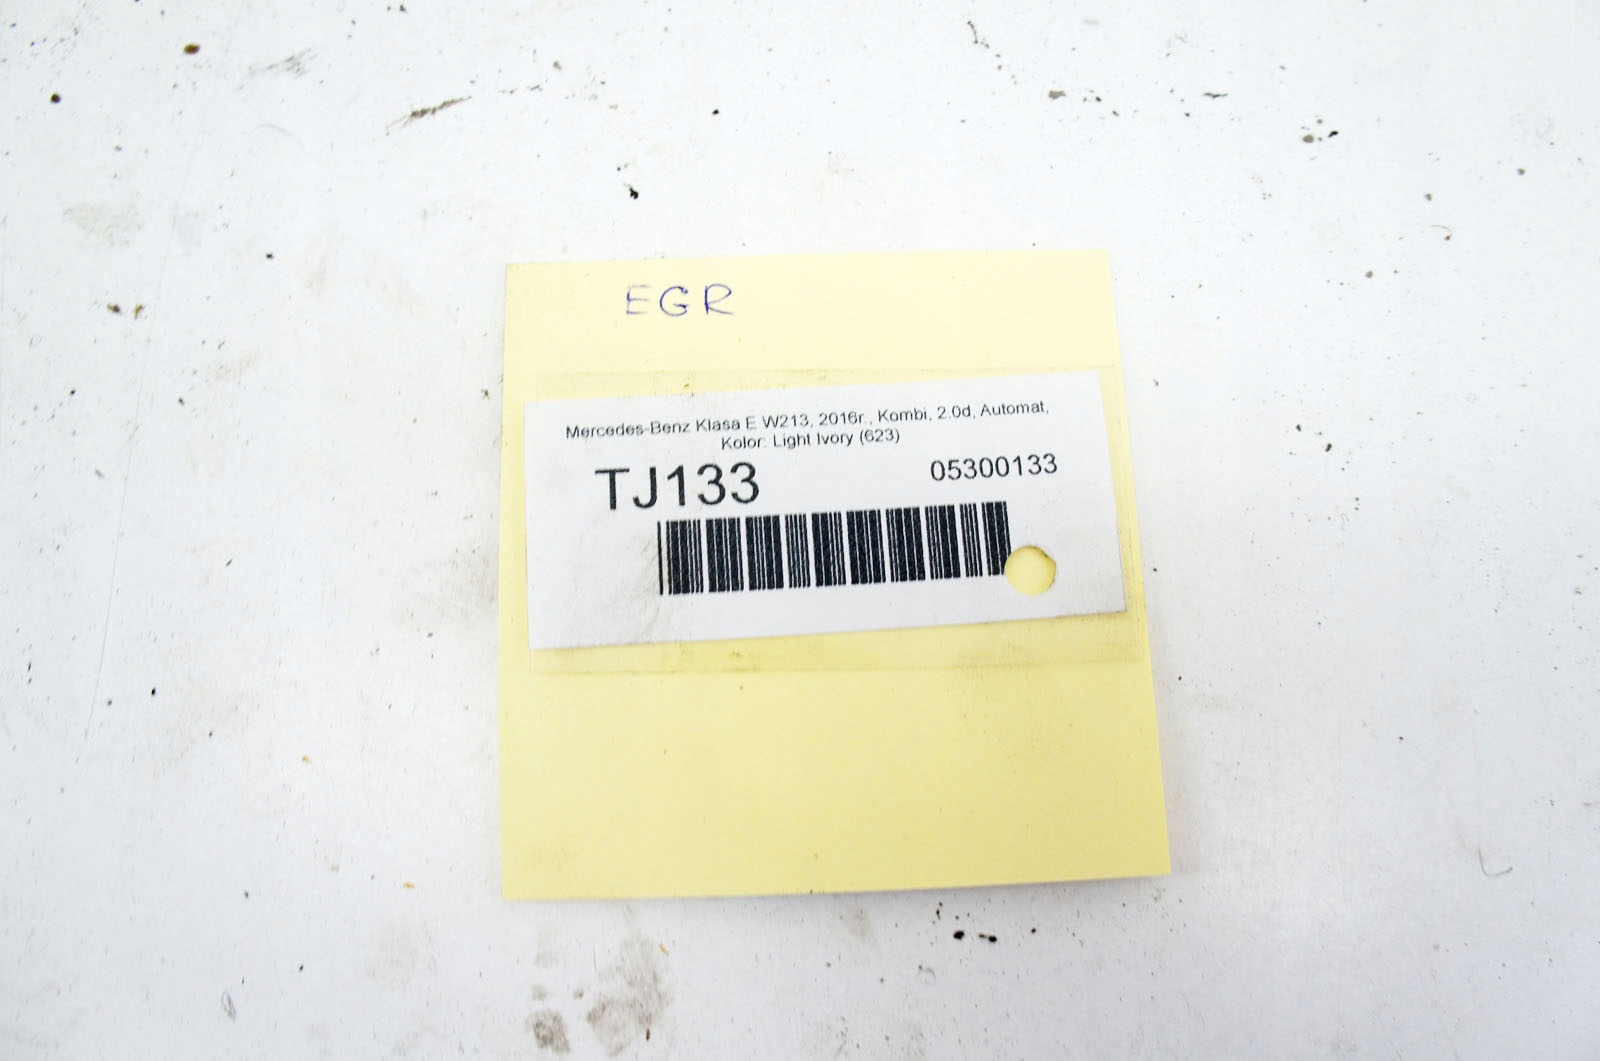 EGR
Mercedes-Benz Klasa E W213, 2016r., Kombi, 2.0d, Automat,
Kolor: Light Ivory (623)
TJ133 05300133